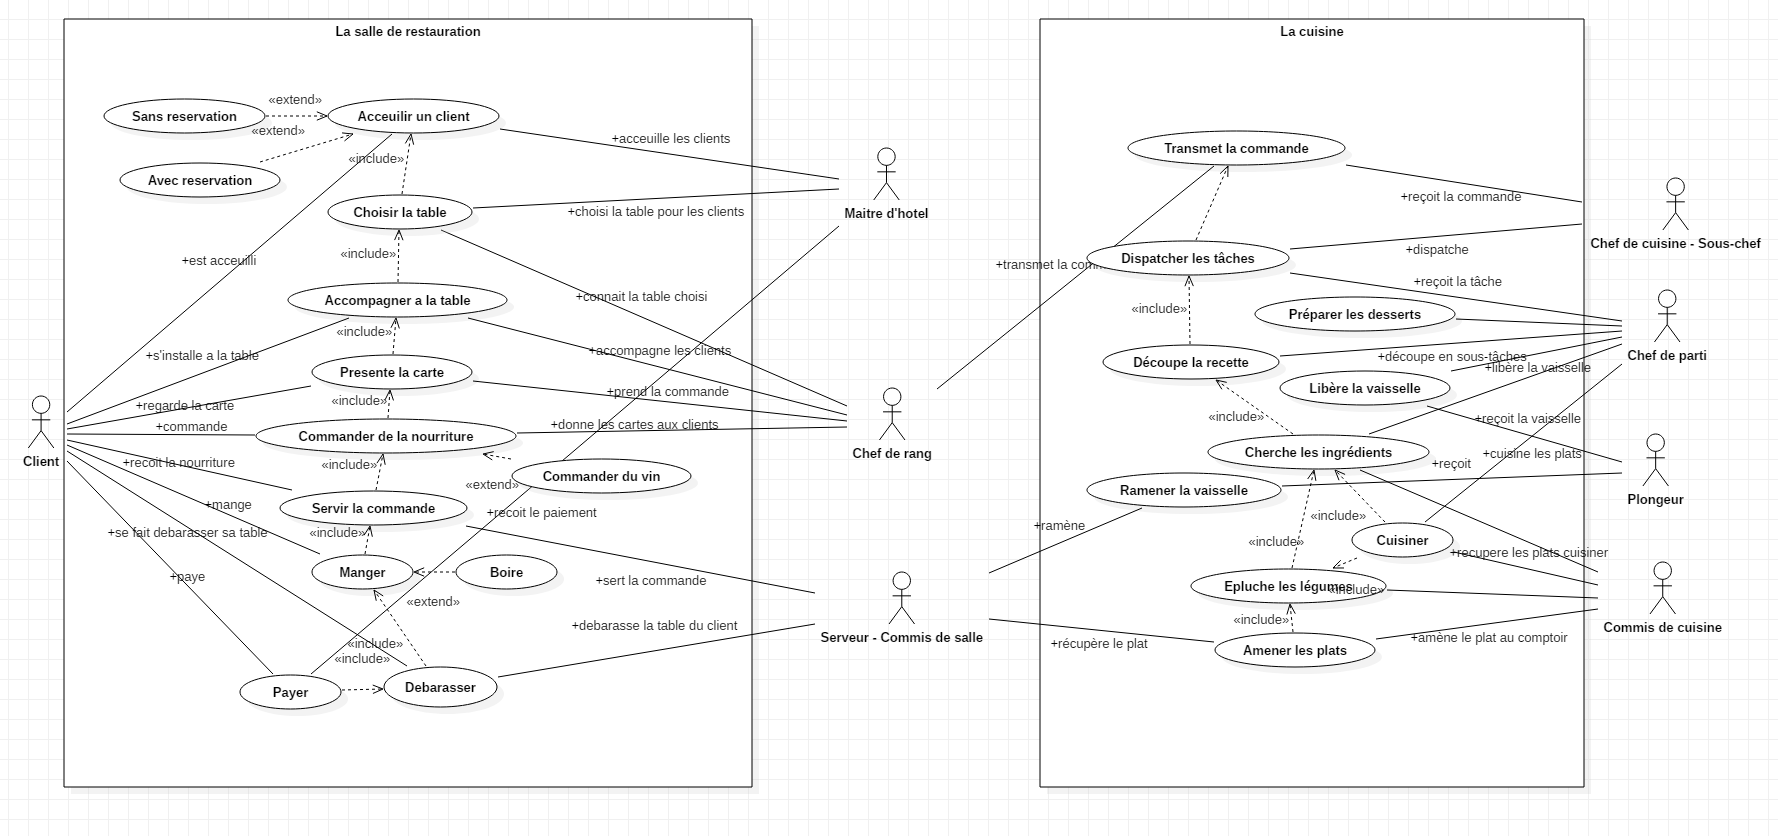 La salle de restauration
La cuisine
Sans reservation
«extend»
Acceuilir un client
«extend»
+acceuille les clients
Avec reservation
«include»
Choisir la table
+choisi la table pour les clients
Maitre d'hotel
+est acceuilli
«include»
Accompagner a la table
+connait la table choisi
«include»
+s'installe a la table
+accompagne les clients
Presente la carte
+prend la commande
+regarde la carte
«include»
+commande
Commander de la nourriture
+donne les cartes aux clients
Client
Chef de rang
+recoit la nourriture
«include»
Commander du vin
«extend»
+mange
Servir la commande
+recoit le paiement
+se fait debarasser sa table
«include»
Manger
Boire
+paye
+sert la commande
«extend»
+debarasse la table du client
Serveur - Commis de salle
«include»
«include»
Payer
Debarasser
Transmet la commande
+reçoit la commande
Chef de cuisine - Sous-chef
+transmet la com
Dispatcher les tâches
+dispatche
+reçoit la tâche
«include»
Préparer les desserts
Découpe la recette
+découpe en sous-tâches
Chef de parti
+libère la vaisselle
Libère la vaisselle
«include»
+reçoit la vaisselle
Cherche les ingrédients
+cuisine les plats
+reçoit
Ramener la vaisselle
Plongeur
+ramène
«include»
«include»
Cuisiner
+recupere les plats cuisiner
Epluche les légumes
«include»
«include»
Commis de cuisine
+récupère le plat
Amener les plats
+amène le plat au comptoir